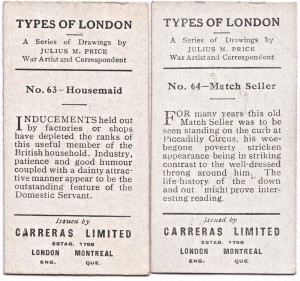 TYPES OF LONDON
A Series of Drawings by
JULIUS M. PRICE
War Artist and Correspondent
No. 63—Housemaid
INDUCEMENTS held out
by factories or shops
have depleted the ranks of
this useful member of the
British household. Industry,
patience and good humour
coupled with a dainty attrac-
tive manner appear to be the
outstanding feature of the
Domestic Servant.
Issued by
CARRERAS LIMITED
ESTAB. 1788
LONDON MONTREAL
ENG. QUE.
TYPES OF LONDON
A Series of Drawings by
JULIUS M. PRICE
War Artist and Correspondent
No. 64—Match Seller
FOR many years this old
Match Seller was to be
seen standing on the curb at
Piccadilly Circus, his woe
begone poverty stricken
appearance being in striking
contrast to the well-dressed
throng around him. The
life-history of the "down
and out" might prove inter-
esting reading.
Issued by
CARRERAS LIMITED
ESTAB. 1788
LONDON MONTREAL
ENG. QUE.